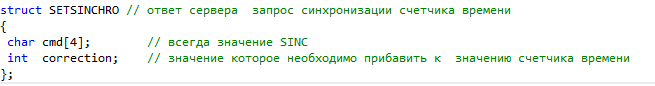 struct SETSINCHRO // ответ сервера запрос синхронизации счетчика времени
{
char cmd[4]; // всегда значение SINC
int correction; // значение которое необходимо прибавить к значению счетчика времени
};